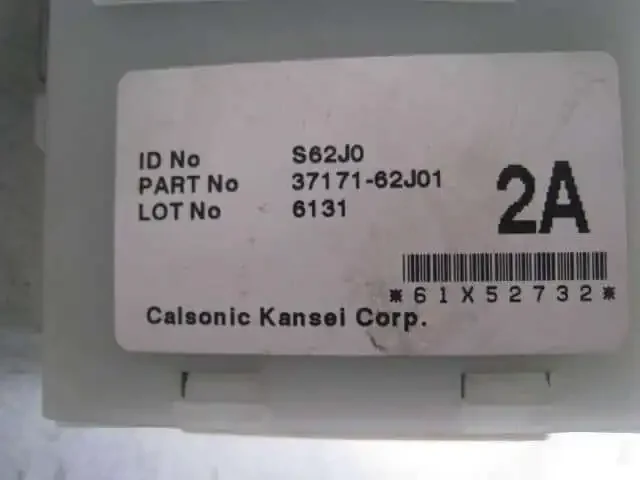 ID No S62J0
PART No 37171-62J01
LOT No 6131
2A
*61X52732*
Calsonic Kansei Corp.